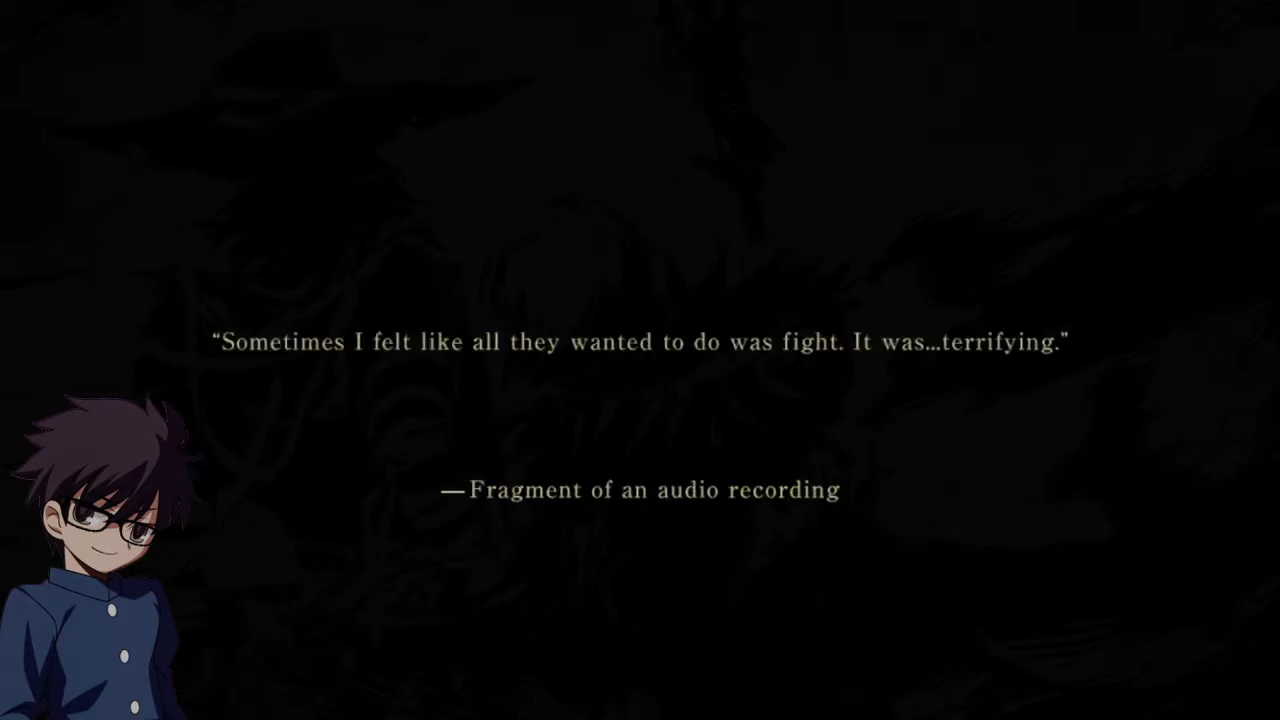 “Sometimes I felt like all they wanted to do was fight. It was...terrifying.”
—Fragment of an audio recording